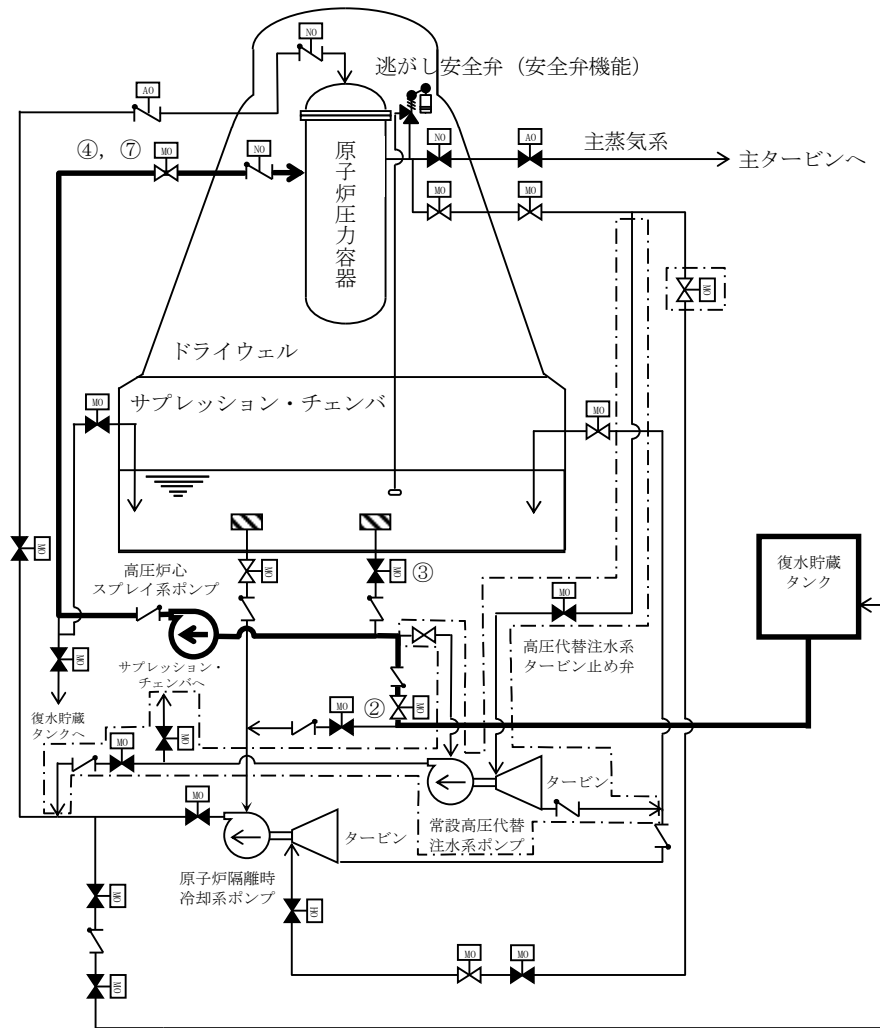 NO
逃がし安全弁（安全弁機能）
AO
④，⑦
MO
NO
原子炉圧力容器
NO
AO
主蒸気系
主タービンへ
MO
MO
MO
ドライウェル
サプレッション・チェンバ
MO
MO
MO
高圧炉心
スプレイ系ポンプ
MO
MO
③
MO
高圧代替注水系
タービン止め弁
復水貯蔵
タンク
MO
サプレッション・
チェンバへ
②
MO
MO
復水貯蔵
タンクへ
MO
MO
タービン
常設高圧代替
注水系ポンプ
MO
タービン
原子炉隔離時
冷却系ポンプ
MO
HO
MO
MO
MO